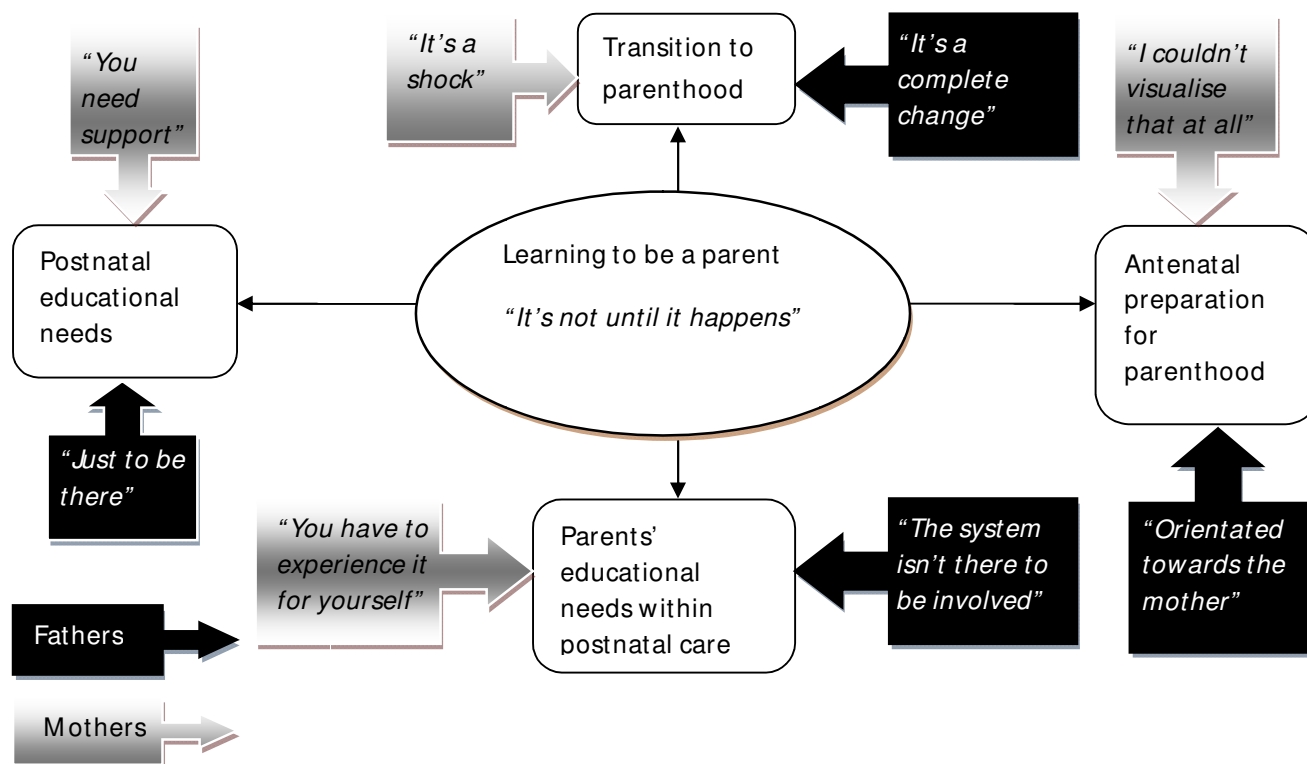 “You
need
support”
“It’s a
shock”
Transition to
parenthood
“It’s a
complete
change”
“I couldn’t
visualise
that at all”
Postnatal
educational
needs
Learning to be a parent
“It’s not until it happens”
Antenatal
preparation
for
parenthood
“Just to be
there”
“You have to
experience it
for yourself”
Parents’
educational
needs within
postnatal care
“The system
isn’t there to
be involved”
“Orientated
towards the
mother”
Fathers
Mothers